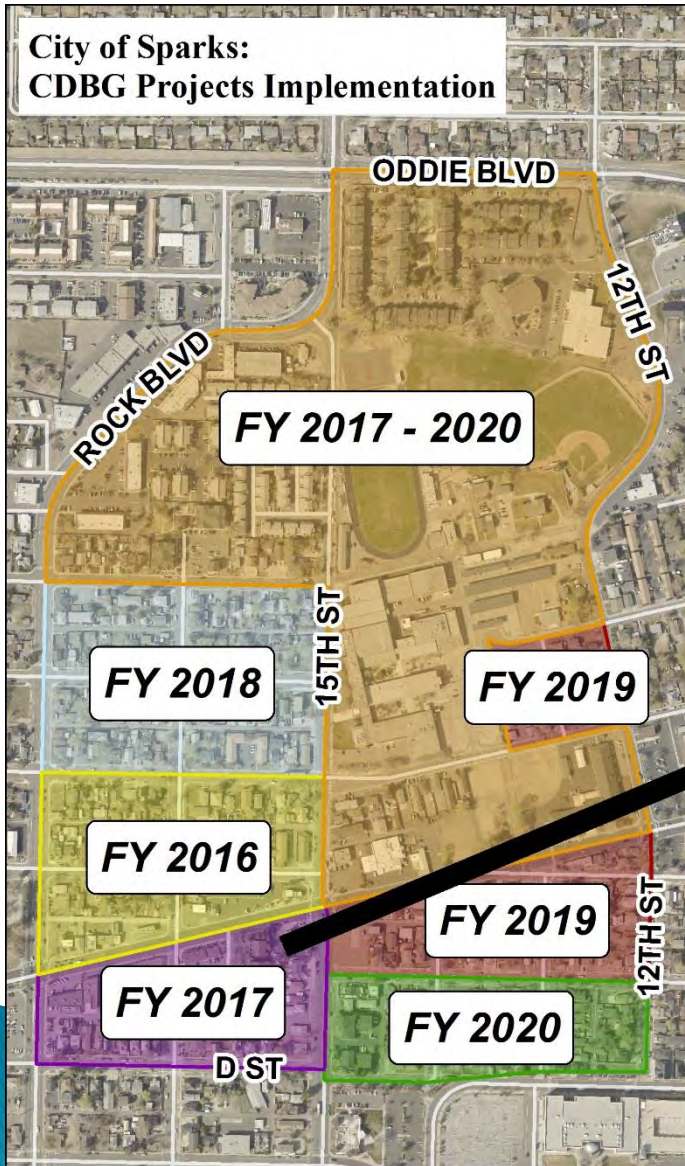 City of Sparks:
CDBG Projects Implementation
ODDIE BLVD
12TH ST
ROCK BLVD
FY 2017 - 2020
15TH ST
FY 2018
FY 2019
FY 2016
FY 2019
12TH ST
FY 2017
FY 2020
D ST